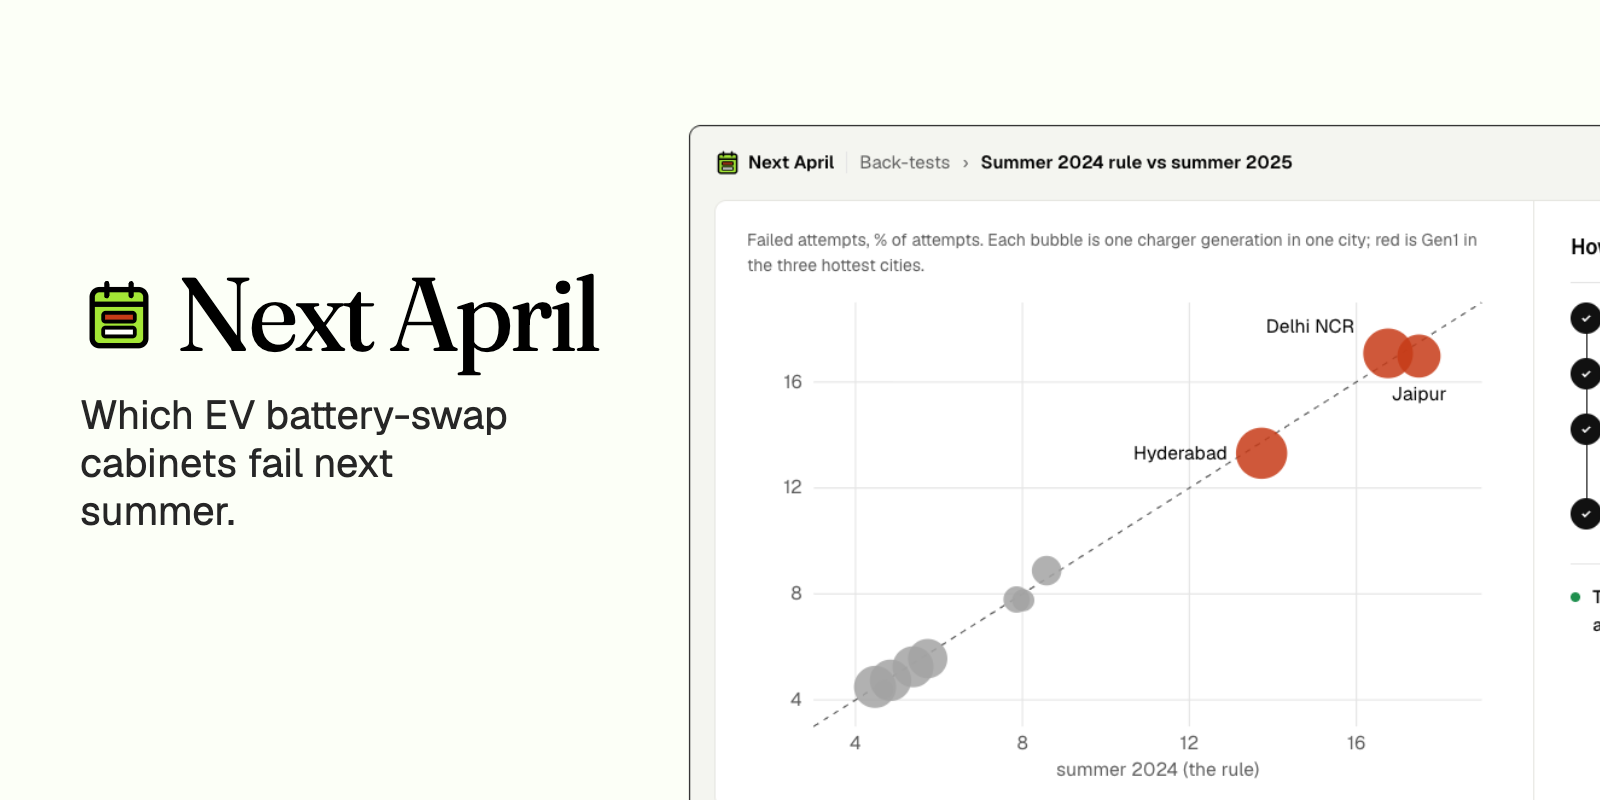 Next April
Which EV battery-swap
cabinets fail next
summer.
Next April
Back-tests › Summer 2024 rule vs summer 2025
Failed attempts, % of attempts. Each bubble is one charger generation in one city; red is Gen1 in
the three hottest cities.
Delhi NCR
Jaipur
Hyderabad
16
12
8
4
4
8
12
16
summer 2024 (the rule)